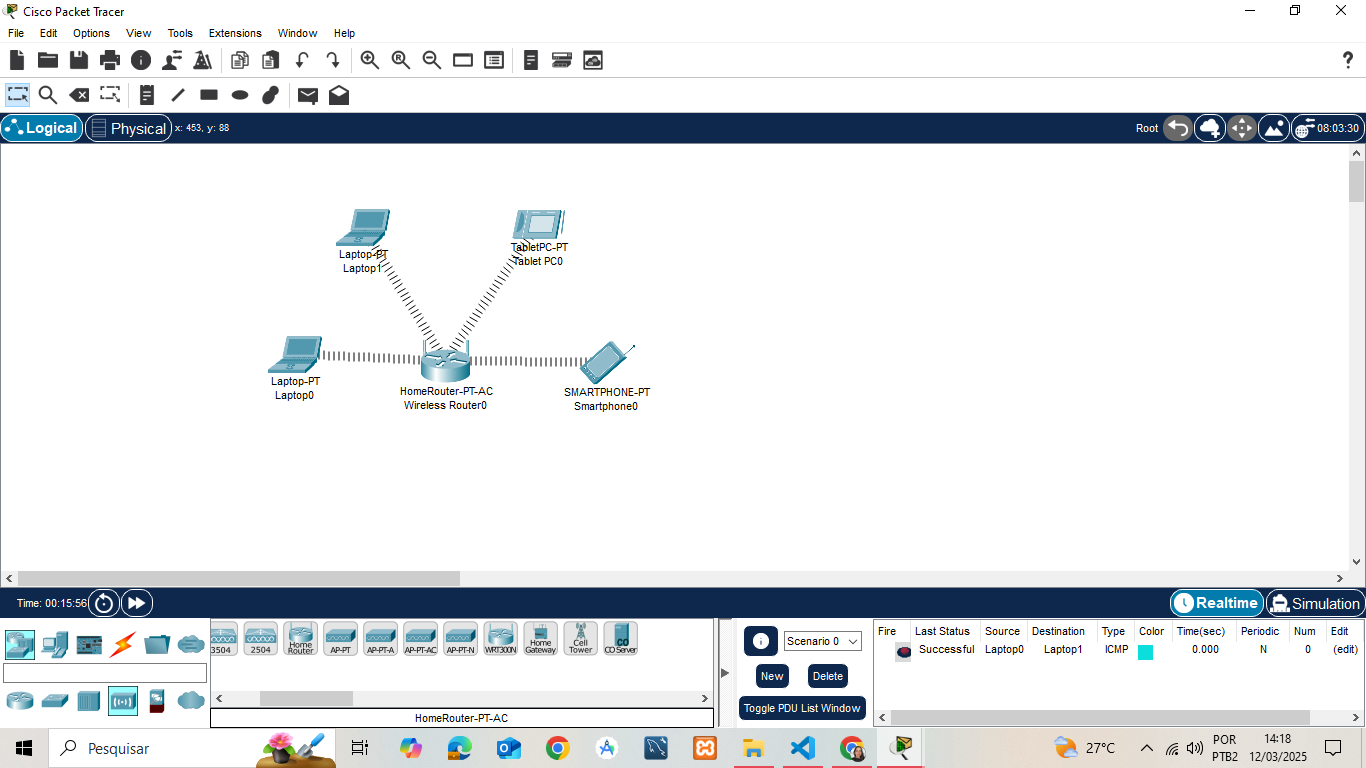 Cisco Packet Tracer
File Edit Options View Tools Extensions Window Help
Logical Physical x: 453, y: 88 Root 08:03:30
Laptop-PT
Laptop1
TabletPC-PT
Tablet PC0
Laptop-PT
Laptop0
HomeRouter-PT-AC
Wireless Router0
SMARTPHONE-PT
Smartphone0
Time: 00:15:56 Realtime Simulation
3504 2504 Home Router AP-PT AP-PT-A AP-PT-AC AP-PT-N WRT300N Home Gateway Cell Tower CO Server
HomeRouter-PT-AC
Scenario 0
New Delete
Toggle PDU List Window
Fire Last Status Source Destination Type Color Time(sec) Periodic Num Edit
Successful Laptop0 Laptop1 ICMP 0.000 N 0 (edit)
Pesquisar
27°C
POR
PTB2
14:18
12/03/2025